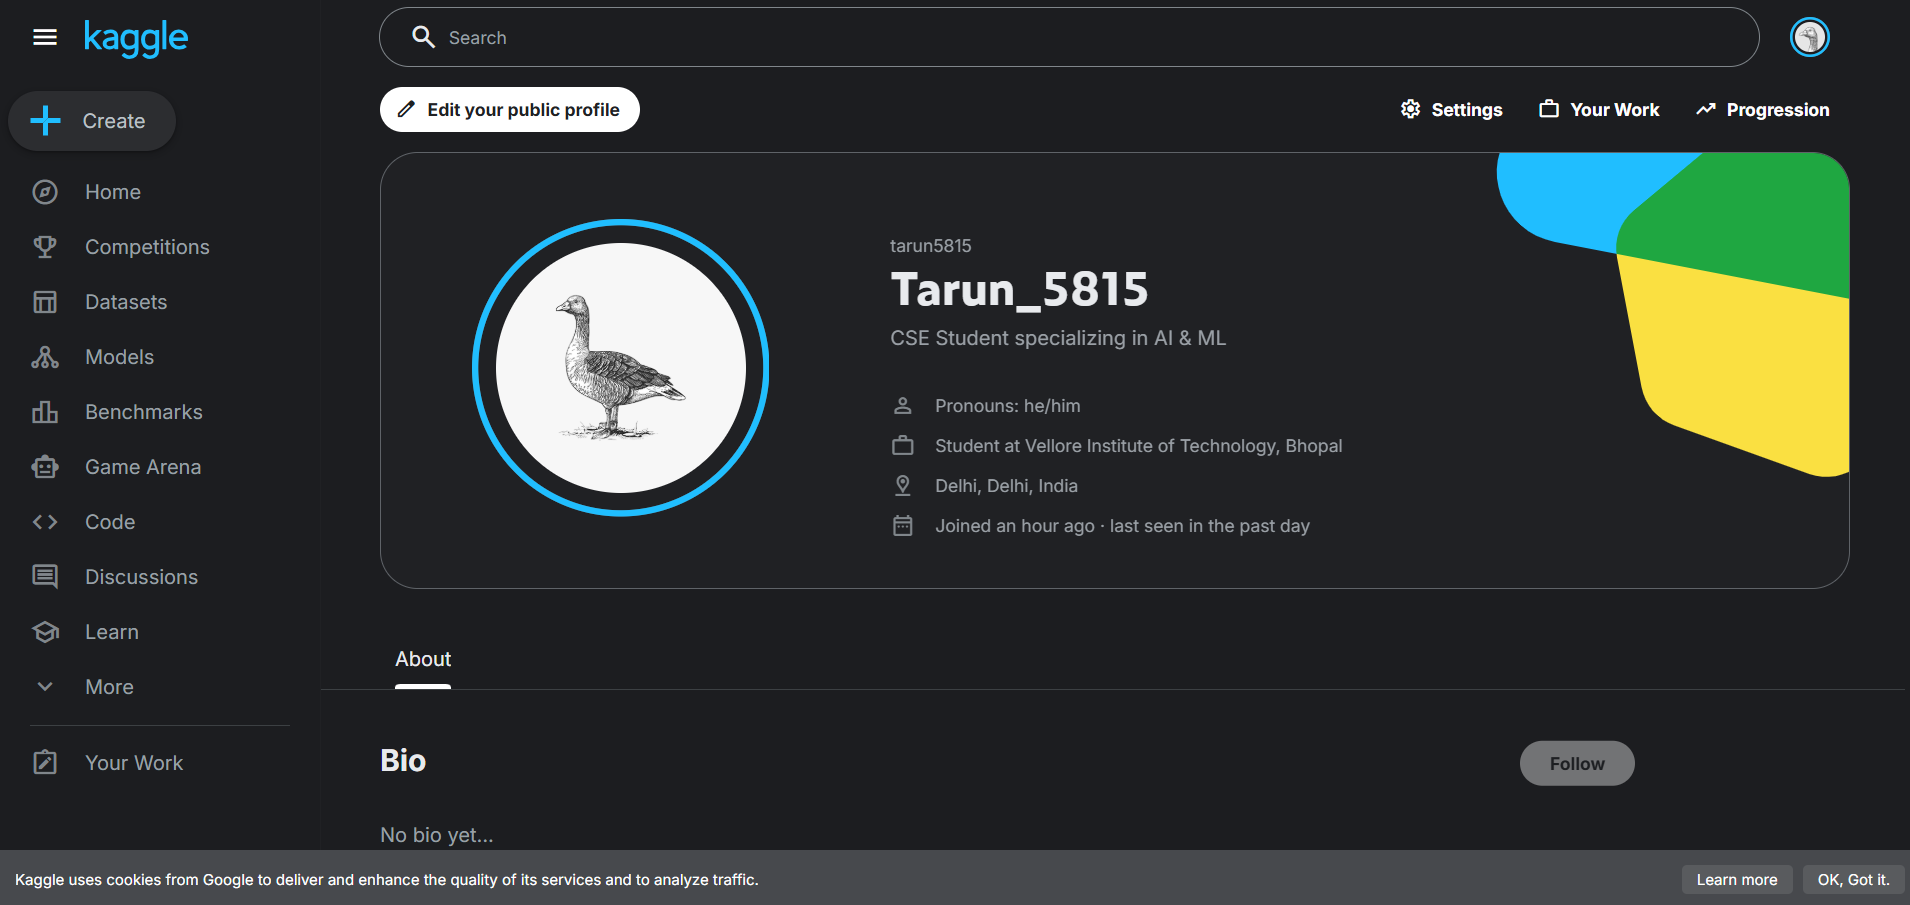 kaggle
Search
Create
Edit your public profile
Settings
Your Work
Progression
Home
Competitions
Datasets
Models
Benchmarks
Game Arena
Code
Discussions
Learn
More
Your Work
tarun5815
Tarun_5815
CSE Student specializing in AI & ML
Pronouns: he/him
Student at Vellore Institute of Technology, Bhopal
Delhi, Delhi, India
Joined an hour ago · last seen in the past day
About
Bio
Follow
No bio yet...
Kaggle uses cookies from Google to deliver and enhance the quality of its services and to analyze traffic.
Learn more
OK, Got it.